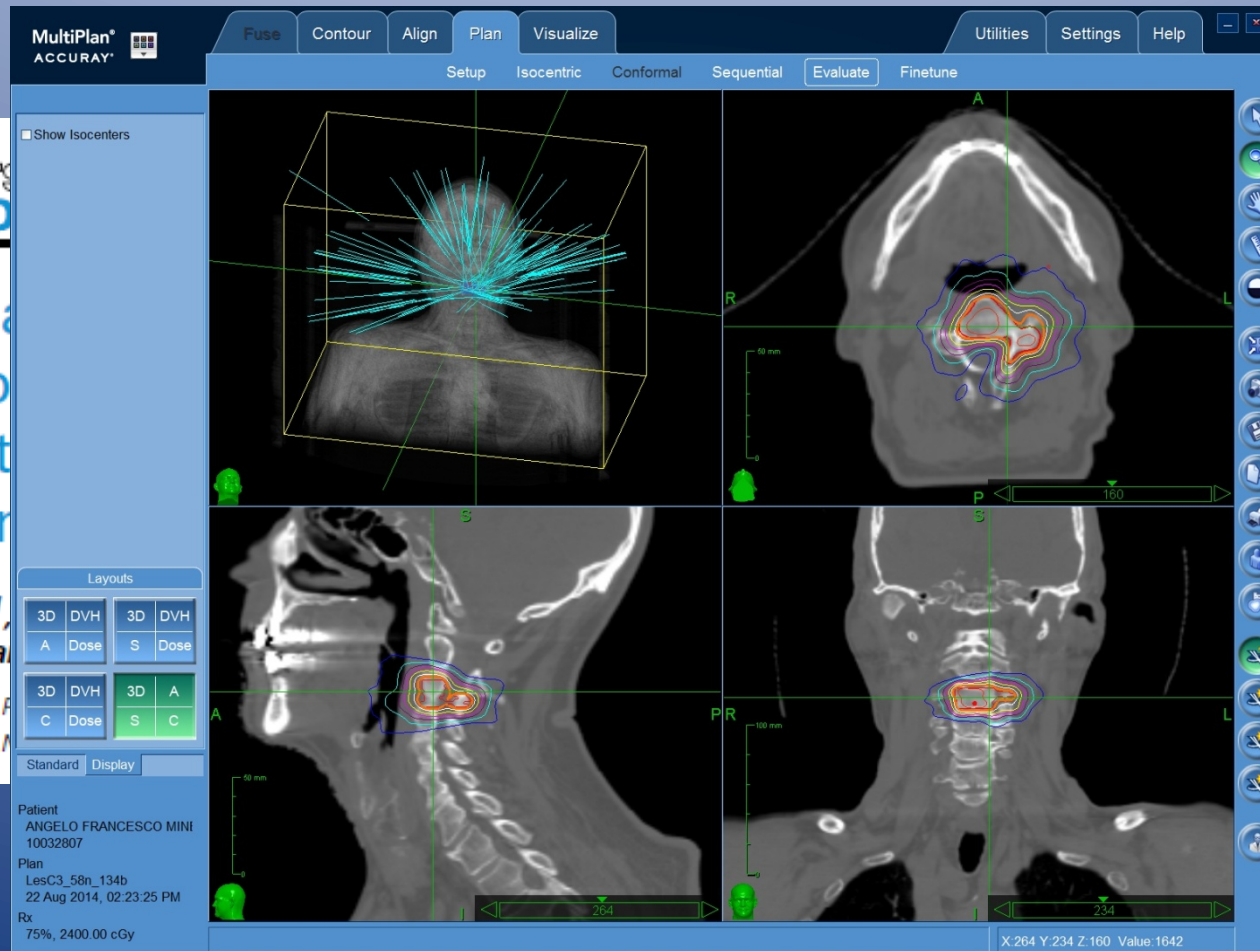 MultiPlan®
ACCURAY®
Fuse Contour Align Plan Visualize Utilities Settings Help
Setup Isocentric Conformal Sequential Evaluate Finetune
Show Isocenters
A
R
L
50 mm
P
160
S
A
P
50 mm
I
264
S
R
L
100 mm
I
234
Layouts
3D DVH 3D DVH
A Dose S Dose
3D DVH 3D A
C Dose S C
Standard Display
Patient
ANGELO FRANCESCO MINE
10032807
Plan
LesC3_58n_134b
22 Aug 2014, 02:23:25 PM
Rx
75%, 2400.00 cGy
X:264 Y:234 Z:160 Value:1642